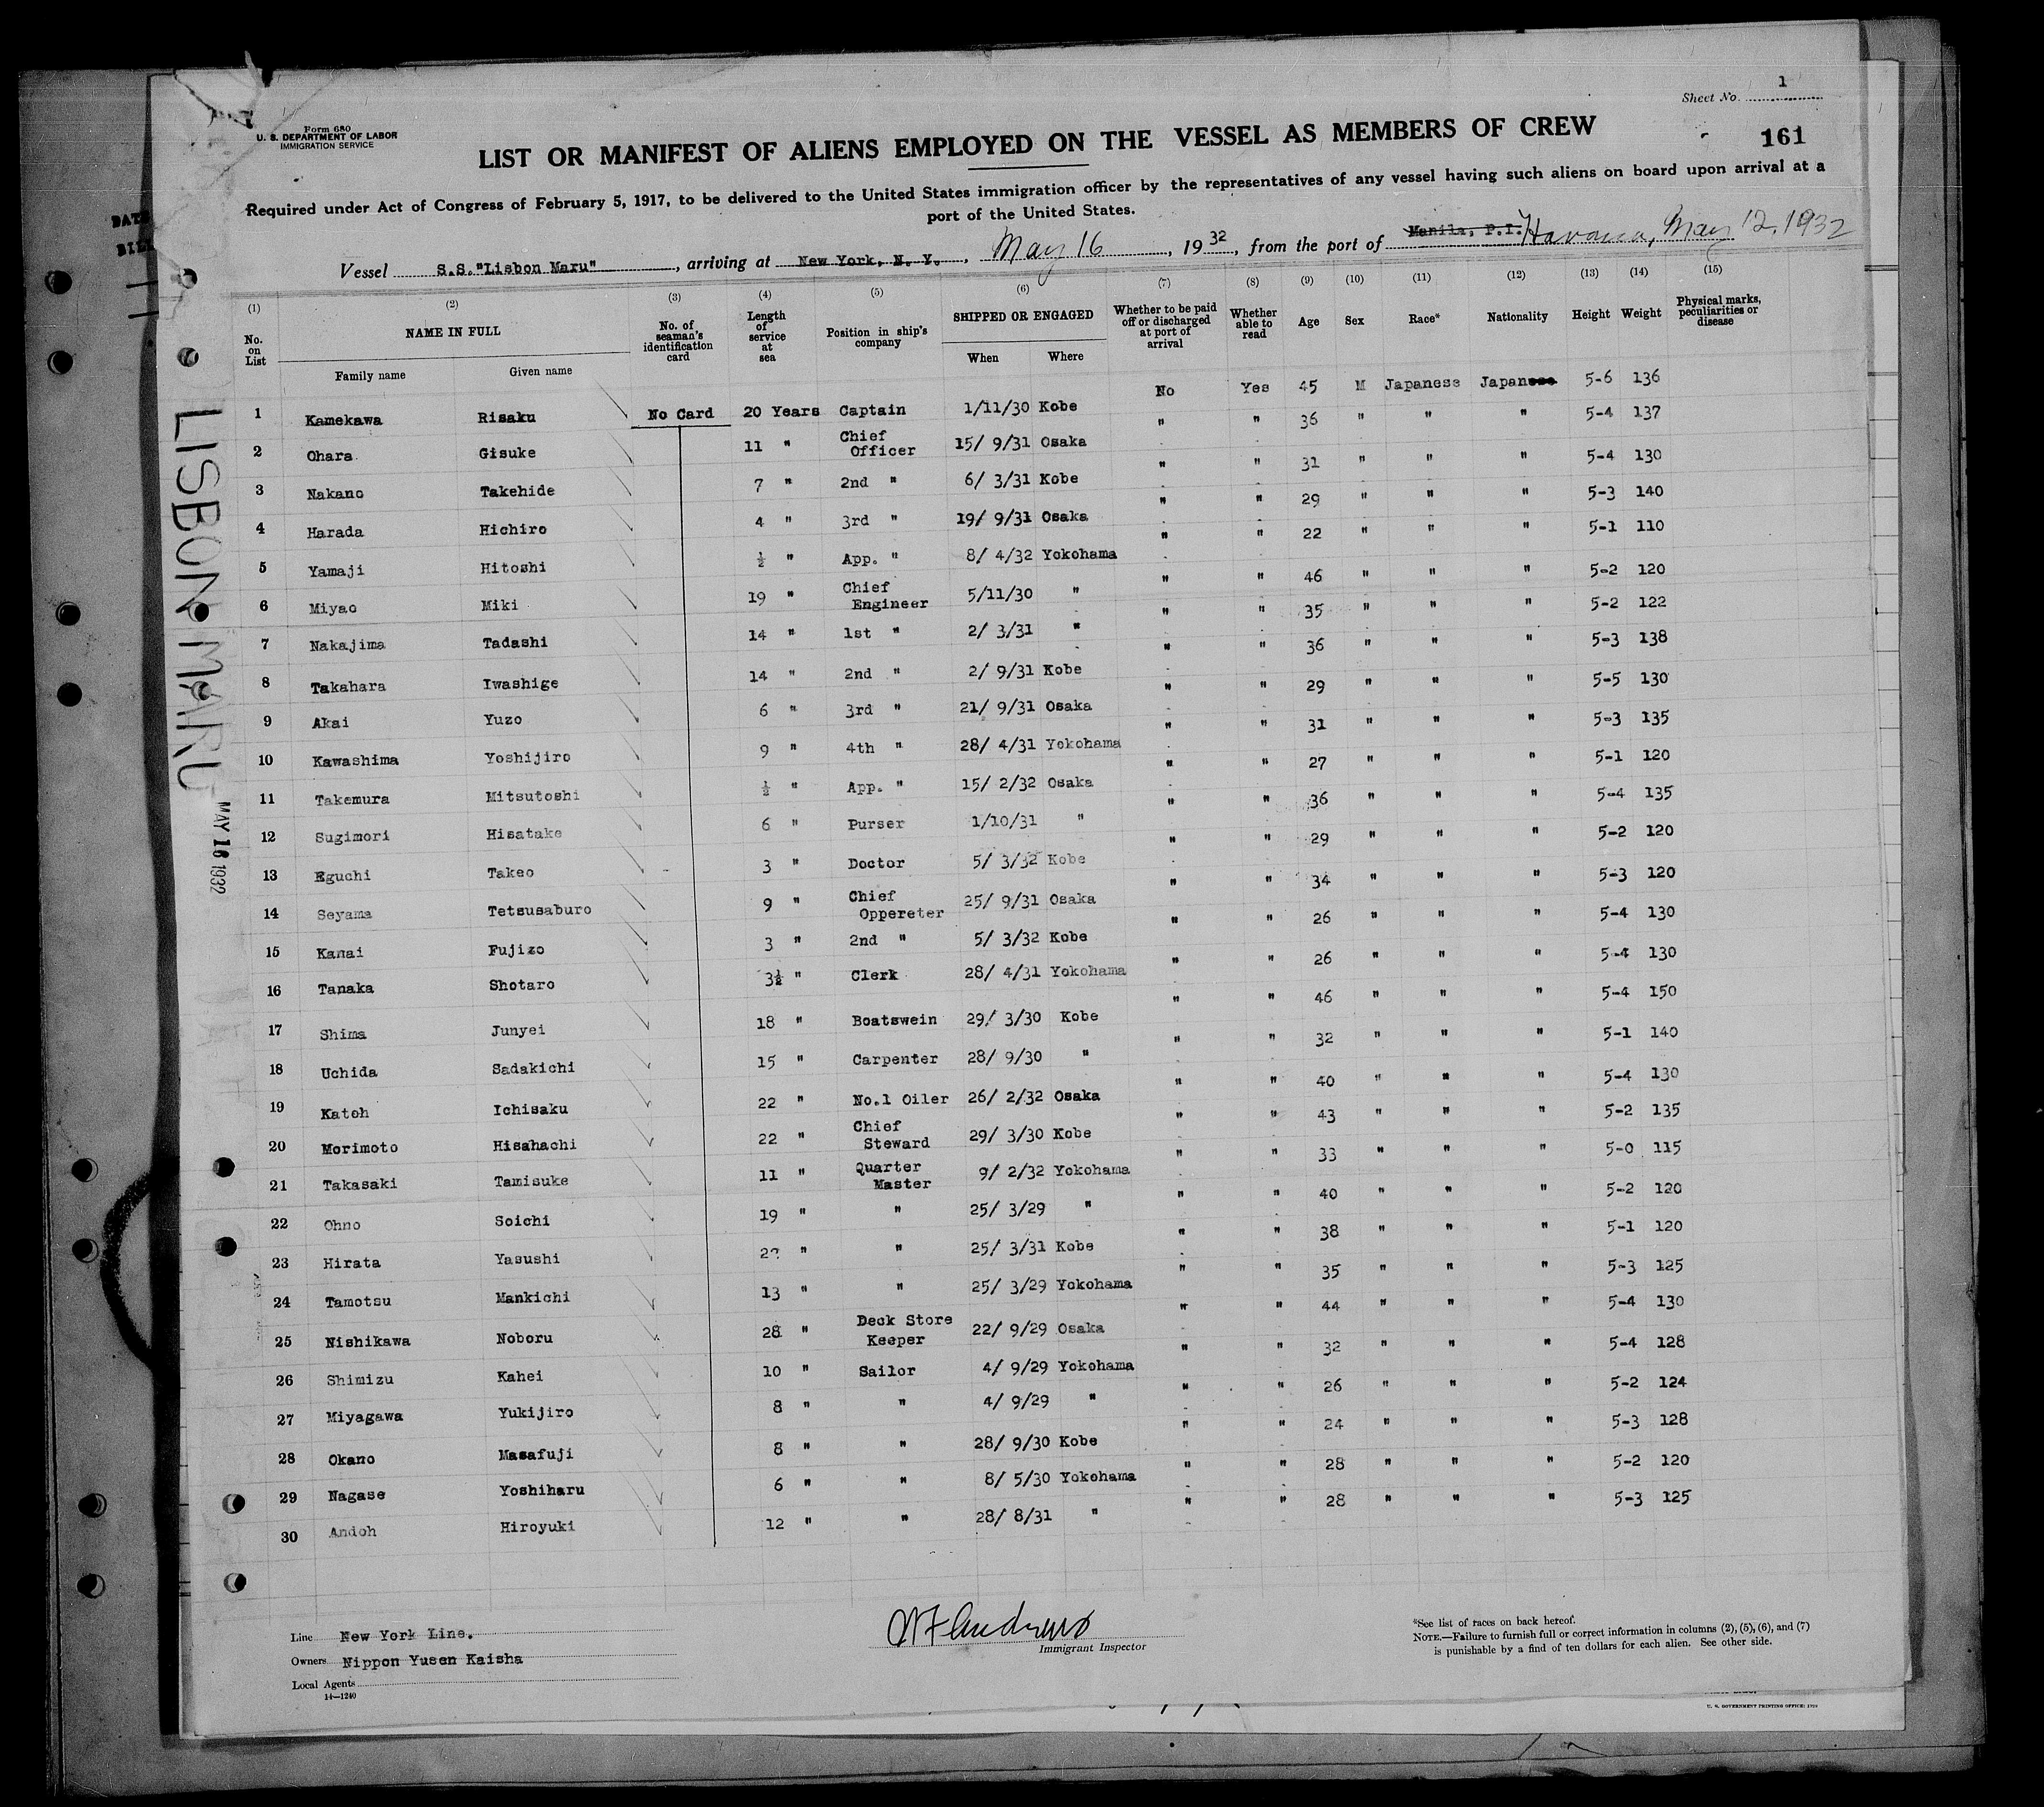 Sheet No. 1
161
Form 680
U. S. DEPARTMENT OF LABOR
IMMIGRATION SERVICE
LIST OR MANIFEST OF ALIENS EMPLOYED ON THE VESSEL AS MEMBERS OF CREW
Required under Act of Congress of February 5, 1917, to be delivered to the United States immigration officer by the representatives of any vessel having such aliens on board upon arrival at a
port of the United States.
Vessel S.S."Lisbon Maru", arriving at New York, N. Y., May 16, 1932, from the port of Manila, P.I. Havana, May 12, 1932
(1) (2) (3) (4) (5) (6) (7) (8) (9) (10) (11) (12) (13) (14) (15)
No. on List NAME IN FULL Family name Given name No. of seaman's identification card Length of service at sea Position in ship's company SHIPPED OR ENGAGED When Where Whether to be paid off or discharged at port of arrival Whether able to read Age Sex Race* Nationality Height Weight Physical marks, peculiarities or disease
1 Kamekawa Risaku No Card 20 Years Captain 1/11/30 Kobe No Yes 45 M Japanese Japan 5-6 136
2 Ohara Gisuke 11 " Chief Officer 15/ 9/31 Osaka " " 36 " " " 5-4 137
3 Nakano Takehide 7 " 2nd " 6/ 3/31 Kobe " " 31 " " " 5-4 130
4 Harada Hichiro 4 " 3rd " 19/ 9/31 Osaka " " 29 " " " 5-3 140
5 Yamaji Hitoshi ½ " App. " 8/ 4/32 Yokohama " " 22 " " " 5-1 110
6 Miyao Miki 19 " Chief Engineer 5/11/30 " " " 46 " " " 5-2 120
7 Nakajima Tadashi 14 " 1st " 2/ 3/31 " " " 35 " " " 5-2 122
8 Takahara Iwashige 14 " 2nd " 2/ 9/31 Kobe " " 36 " " " 5-3 138
9 Akai Yuzo 6 " 3rd " 21/ 9/31 Osaka " " 29 " " " 5-5 130
10 Kawashima Yoshijiro 9 " 4th " 28/ 4/31 Yokohama " " 31 " " " 5-3 135
11 Takemura Mitsutoshi ½ " App. " 15/ 2/32 Osaka " " 27 " " " 5-1 120
12 Sugimori Hisatake 6 " Purser 1/10/31 " " " 36 " " " 5-4 135
13 Eguchi Takeo 3 " Doctor 5/ 3/32 Kobe " " 29 " " " 5-2 120
14 Seyama Tetsusaburo 9 " Chief Oppereter 25/ 9/31 Osaka " " 34 " " " 5-3 120
15 Kanai Fujizo 3 " 2nd " 5/ 3/32 Kobe " " 26 " " " 5-4 130
16 Tanaka Shotaro 3½ " Clerk 28/ 4/31 Yokohama " " 26 " " " 5-4 130
17 Shima Junyei 18 " Boatswein 29/ 3/30 Kobe " " 46 " " " 5-4 150
18 Uchida Sadakichi 15 " Carpenter 28/ 9/30 " " " 32 " " " 5-1 140
19 Katoh Ichisaku 22 " No.1 Oiler 26/ 2/32 Osaka " " 40 " " " 5-4 130
20 Morimoto Hisahachi 22 " Chief Steward 29/ 3/30 Kobe " " 43 " " " 5-2 135
21 Takasaki Tamisuke 11 " Quarter Master 9/ 2/32 Yokohama " " 33 " " " 5-0 115
22 Ohno Soichi 19 " " 25/ 3/29 " " " 40 " " " 5-2 120
23 Hirata Yasushi " " 25/ 3/31 Kobe " " 38 " " " 5-1 120
24 Tamotsu Mankichi 13 " " 25/ 3/29 Yokohama " " 35 " " " 5-3 125
25 Nishikawa Noboru 28 " Deck Store Keeper 22/ 9/29 Osaka " " 44 " " " 5-4 130
26 Shimizu Kahei 10 " Sailor 4/ 9/29 Yokohama " " 32 " " " 5-4 128
27 Miyagawa Yukijiro 8 " " 4/ 9/29 " " " 26 " " " 5-2 124
28 Okano Masafuji 8 " " 28/ 9/30 Kobe " " 24 " " " 5-3 128
29 Nagase Yoshiharu 6 " " 8/ 5/30 Yokohama " " 28 " " " 5-2 120
30 Andoh Hiroyuki 12 " " 28/ 8/31 " " " 28 " " " 5-3 125
LISBON MARU
MAY 16 1932
Line New York Line.
Owners Nippon Yusen Kaisha
Local Agents
14—1240
Immigrant Inspector
*See list of races on back hereof.
NOTE.—Failure to furnish full or correct information in columns (2), (5), (6), and (7)
is punishable by a find of ten dollars for each alien. See other side.